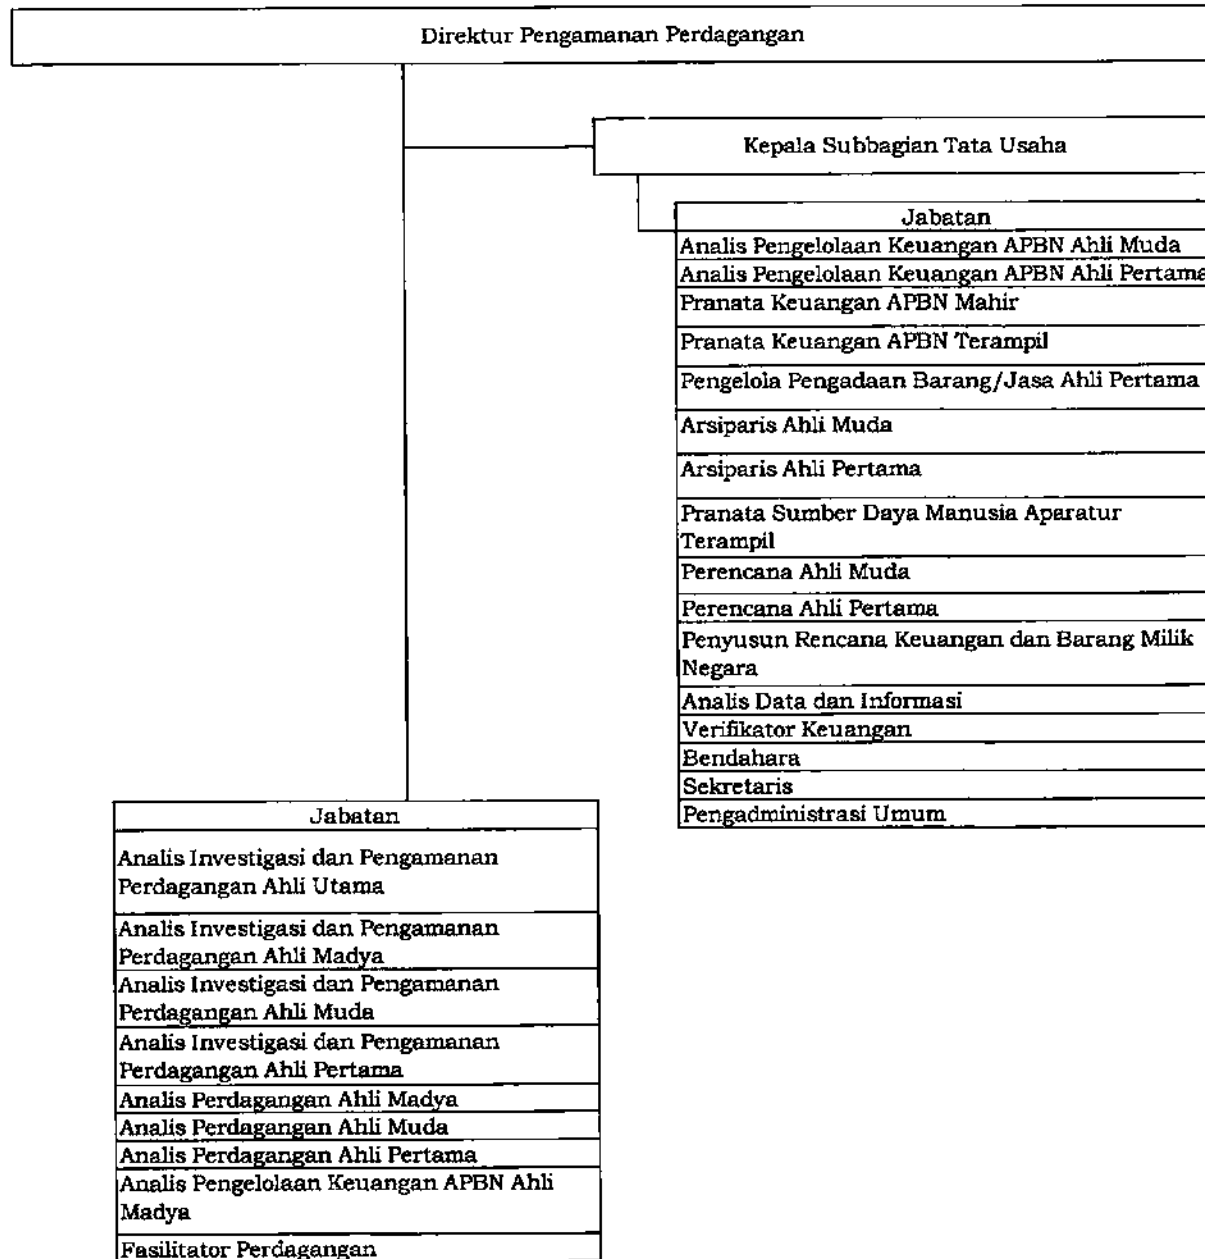 Direktur Pengamanan Perdagangan
Kepala Subbagian Tata Usaha
Jabatan
Analis Pengelolaan Keuangan APBN Ahli Muda
Analis Pengelolaan Keuangan APBN Ahli Pertama
Pranata Keuangan APBN Mahir
Pranata Keuangan APBN Terampil
Pengelola Pengadaan Barang/Jasa Ahli Pertama
Arsiparis Ahli Muda
Arsiparis Ahli Pertama
Pranata Sumber Daya Manusia Aparatur
Terampil
Perencana Ahli Muda
Perencana Ahli Pertama
Penyusun Rencana Keuangan dan Barang Milik
Negara
Analis Data dan Informasi
Verifikator Keuangan
Bendahara
Sekretaris
Pengadministrasi Umum
Jabatan
Analis Investigasi dan Pengamanan
Perdagangan Ahli Utama
Analis Investigasi dan Pengamanan
Perdagangan Ahli Madya
Analis Investigasi dan Pengamanan
Perdagangan Ahli Muda
Analis Investigasi dan Pengamanan
Perdagangan Ahli Pertama
Analis Perdagangan Ahli Madya
Analis Perdagangan Ahli Muda
Analis Perdagangan Ahli Pertama
Analis Pengelolaan Keuangan APBN Ahli
Madya
Fasilitator Perdagangan